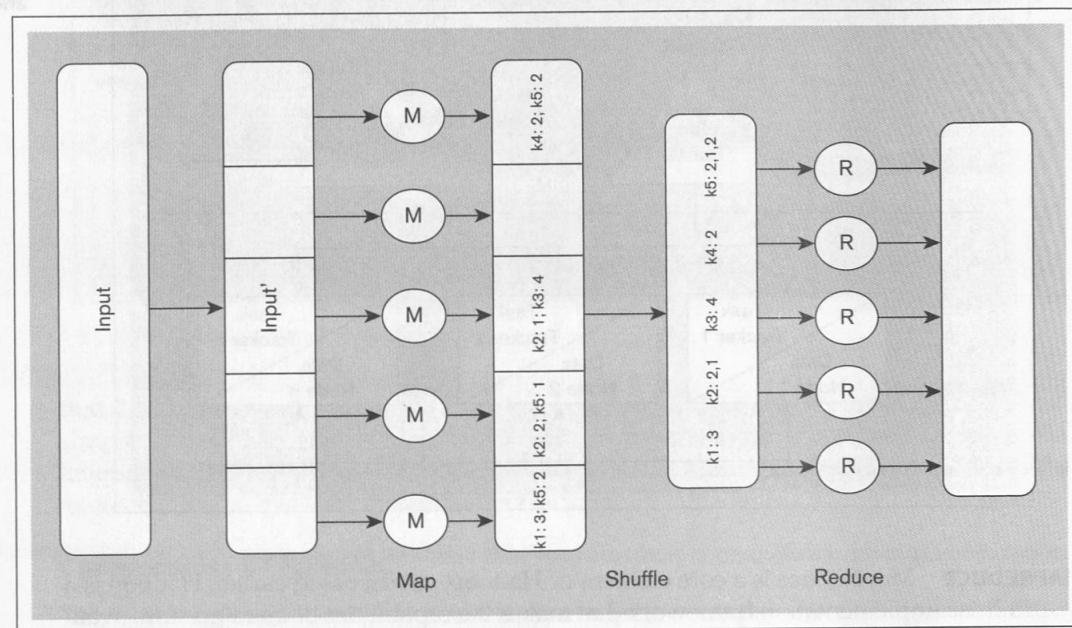 Input
Input'
M
M
M
M
M
k4: 2; k5: 2
k2: 1; k3: 4
k2: 2; k5: 1
k1: 3; k5: 2
k5: 2,1,2
k4: 2
k3: 4
k2: 2,1
k1: 3
R
R
R
R
R
Map
Shuffle
Reduce